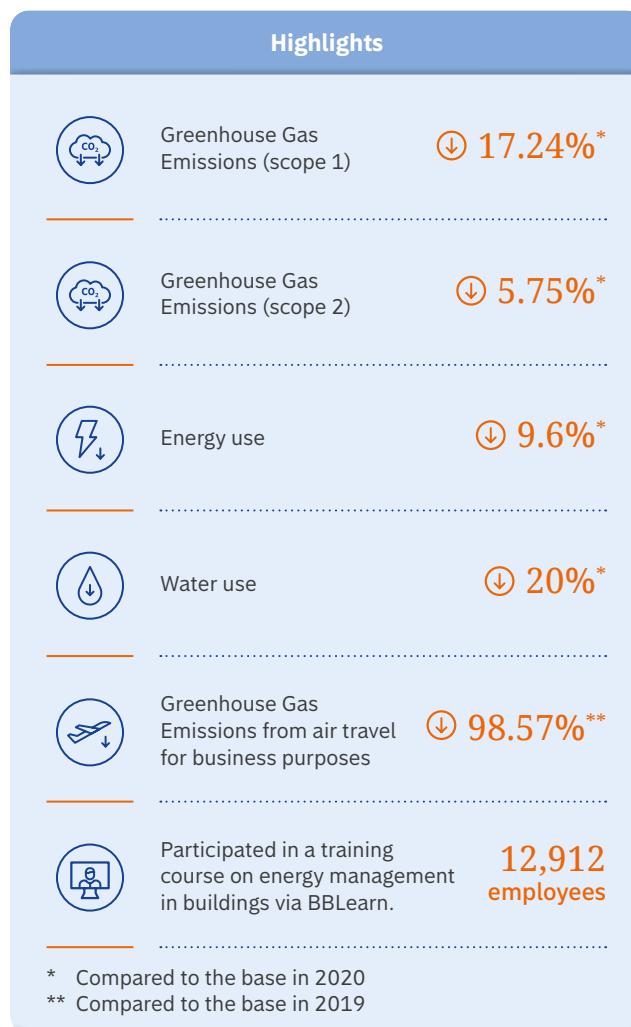 Highlights
CO₂
Greenhouse Gas
Emissions (scope 1)
17.24%*
CO₂
Greenhouse Gas
Emissions (scope 2)
5.75%*
Energy use
9.6%*
Water use
20%*
Greenhouse Gas
Emissions from air travel
for business purposes
98.57%**
Participated in a training
course on energy management
in buildings via BBLearn.
12,912
employees
* Compared to the base in 2020
** Compared to the base in 2019